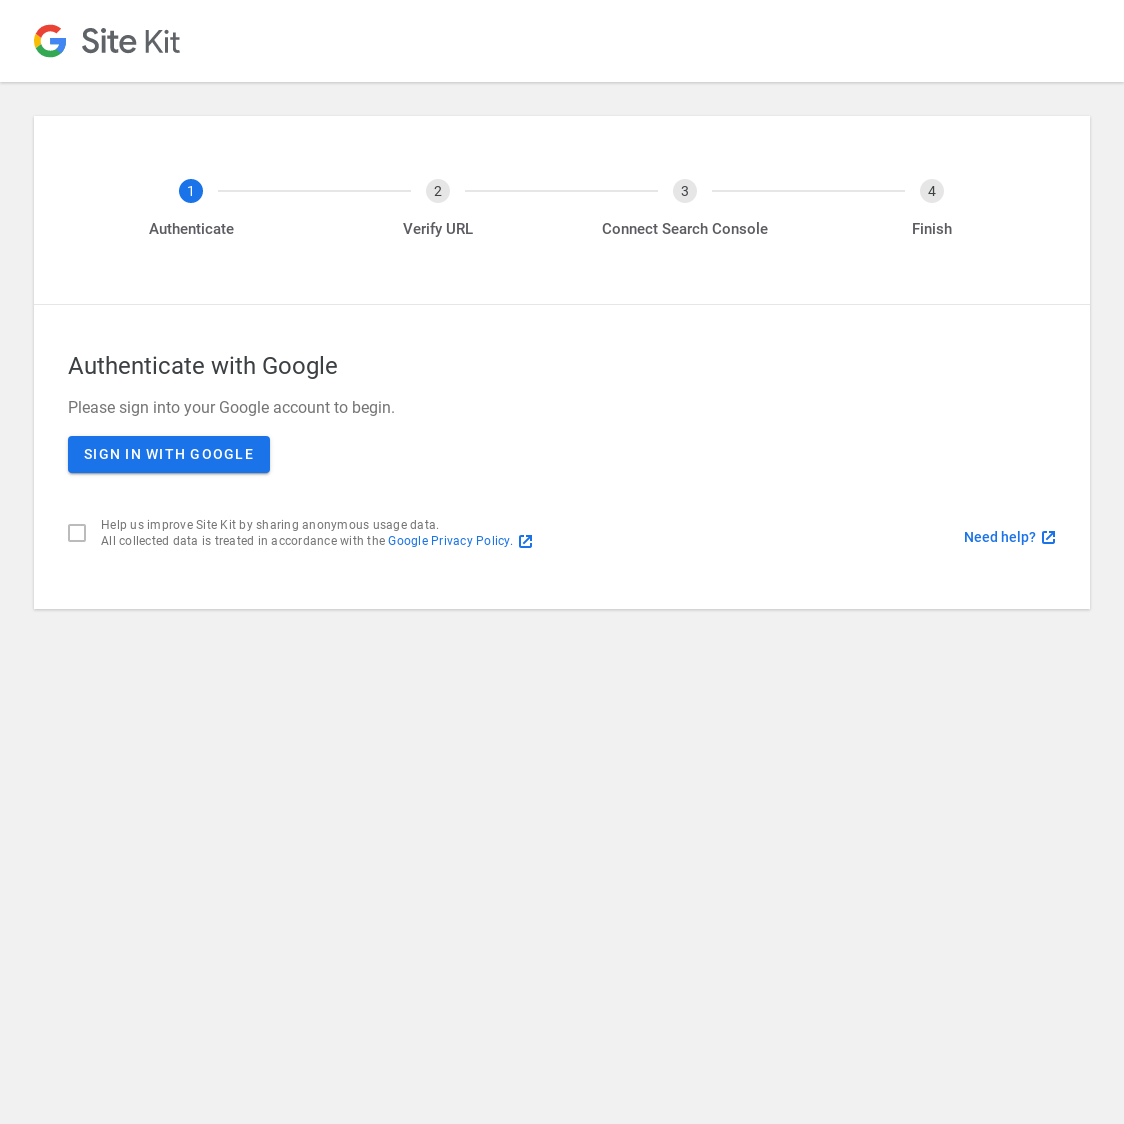 Site Kit
1
2
3
4
Authenticate
Verify URL
Connect Search Console
Finish
Authenticate with Google
Please sign into your Google account to begin.
SIGN IN WITH GOOGLE
Help us improve Site Kit by sharing anonymous usage data.
All collected data is treated in accordance with the Google Privacy Policy.
Need help?